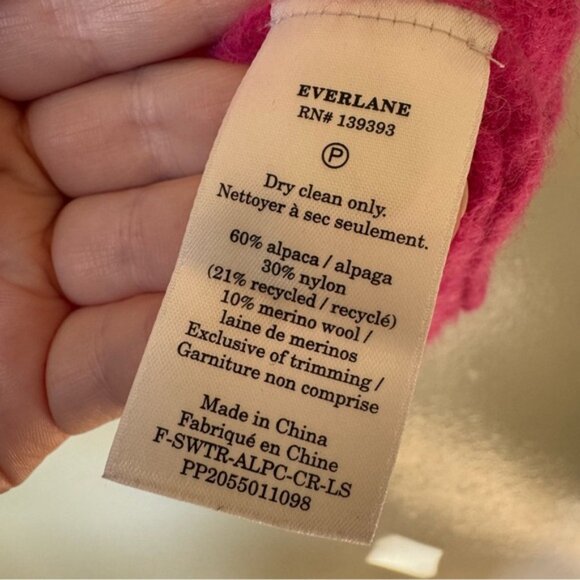 EVERLANE
RN# 139393
P
Dry clean only.
Nettoyer à sec seulement.
60% alpaca / alpaga
30% nylon
(21% recycled / recyclé)
10% merino wool /
laine de merinos
Exclusive of trimming /
Garniture non comprise
Made in China
Fabriqué en Chine
F-SWTR-ALPC-CR-LS
PP2055011098